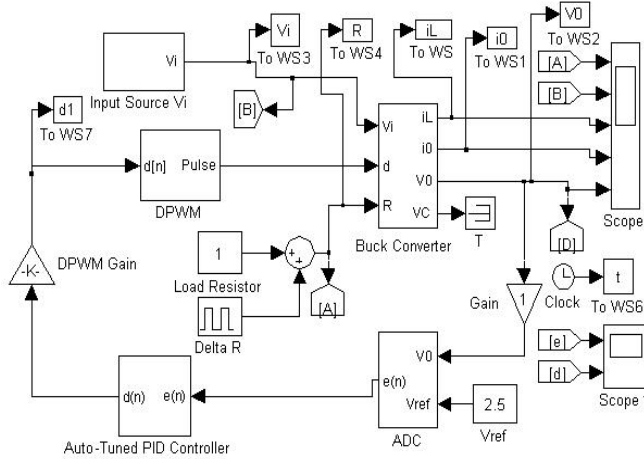 Vi
Input Source Vi
Vi
To WS3
R
To WS4
iL
To WS
i0
To WS1
V0
To WS2
[A]
[B]
Scope
d1
To WS7
[B]
d[n]
Pulse
DPWM
Vi
d
R
iL
i0
V0
VC
Buck Converter
T
[D]
-K-
DPWM Gain
1
Load Resistor
+
+
[A]
Delta R
Gain
1
Clock
t
To WS6
[e]
[d]
Scope
d(n)
e(n)
Auto-Tuned PID Controller
V0
e(n)
Vref
ADC
2.5
Vref